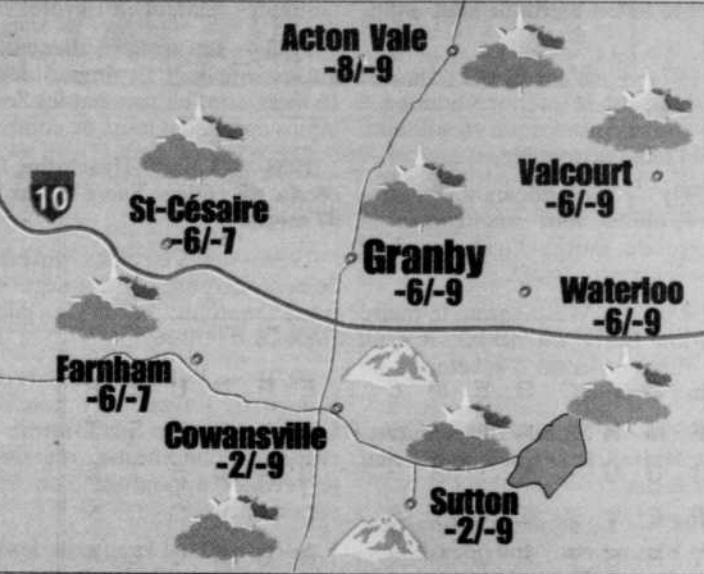 Acton Vale
-8/-9
Valcourt
-6/-9
10
St-Césaire
-6/-7
Granby
-6/-9
Waterloo
-6/-9
Farnham
-6/-7
Cowansville
-2/-9
Sutton
-2/-9